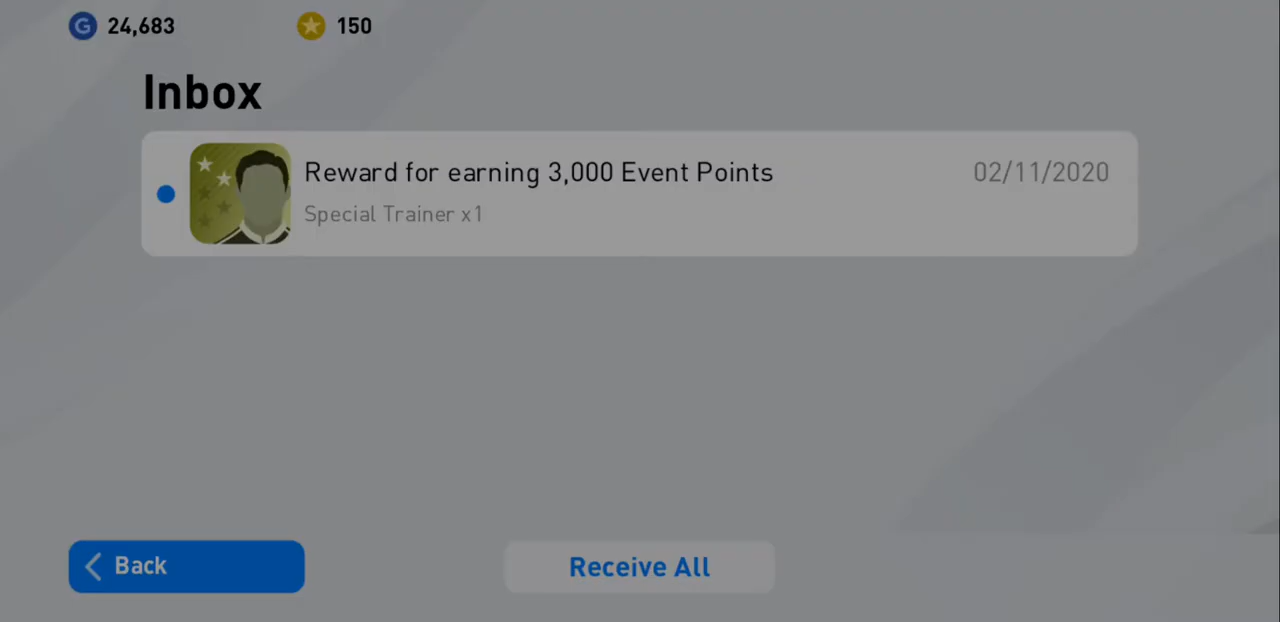 G 24,683 150
Inbox
Reward for earning 3,000 Event Points 02/11/2020
Special Trainer x1
Back Receive All